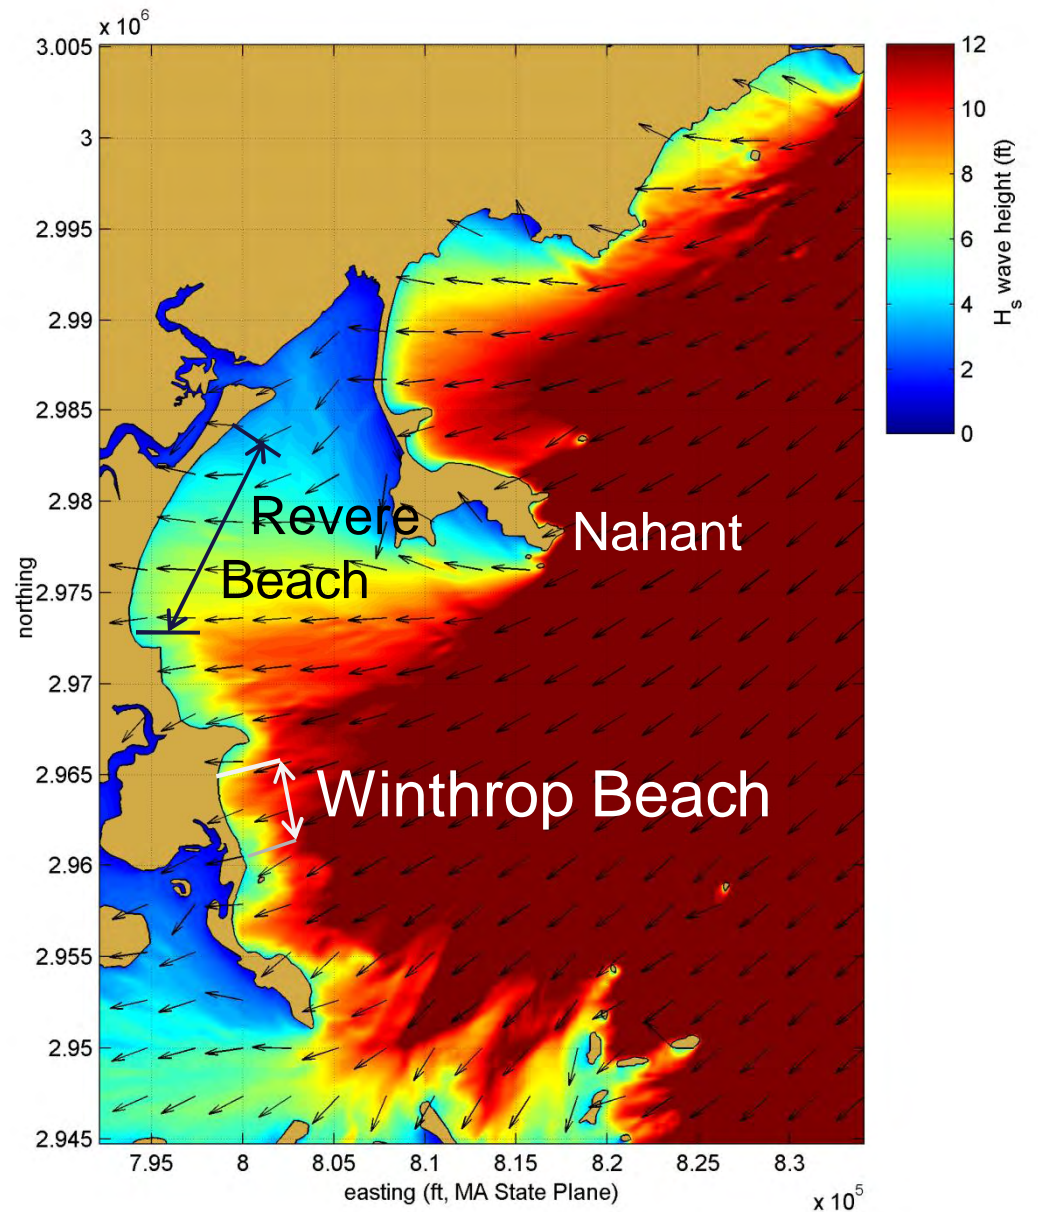 x 10^6
3.005
3
2.995
2.99
2.985
2.98
2.975
2.97
2.965
2.96
2.955
2.95
2.945
northing
7.95 8 8.05 8.1 8.15 8.2 8.25 8.3
easting (ft, MA State Plane)
x 10^5
Revere
Beach
Nahant
Winthrop Beach
12
10
8
6
4
2
0
H_s wave height (ft)